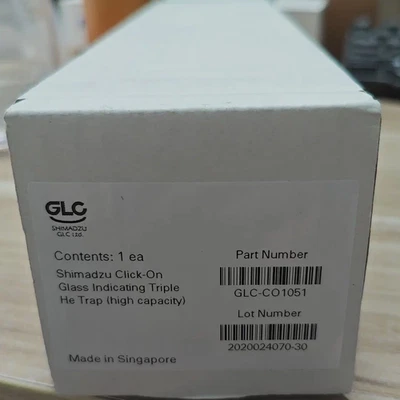 GLC
SHIMADZU
GLC Ltd.
Contents: 1 ea
Shimadzu Click-On
Glass Indicating Triple
He Trap (high capacity)
Part Number
GLC-CO1051
Lot Number
2020024070-30
Made in Singapore